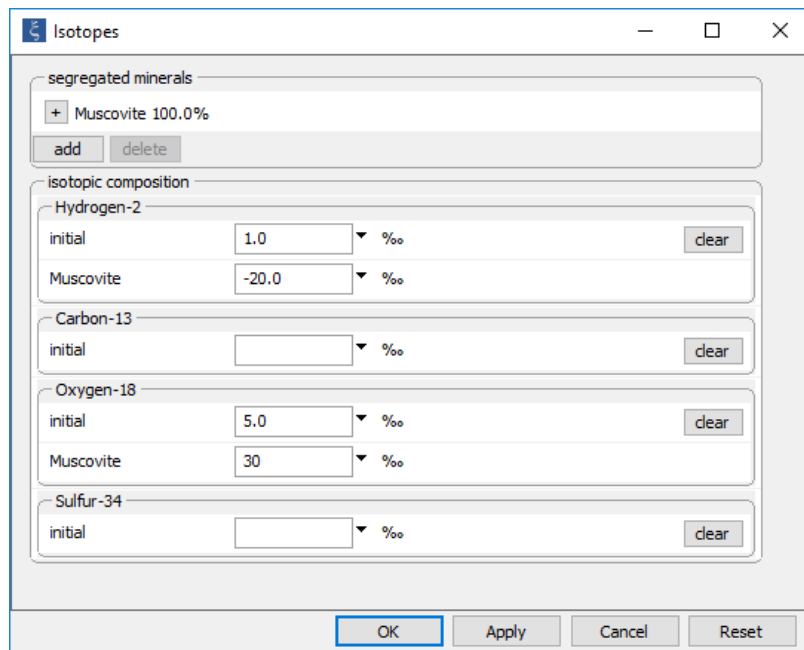 ξ Isotopes
segregated minerals
+ Muscovite 100.0%
add delete
isotopic composition
Hydrogen-2
initial 1.0 ‰ clear
Muscovite -20.0 ‰
Carbon-13
initial ‰ clear
Oxygen-18
initial 5.0 ‰ clear
Muscovite 30 ‰
Sulfur-34
initial ‰ clear
OK Apply Cancel Reset